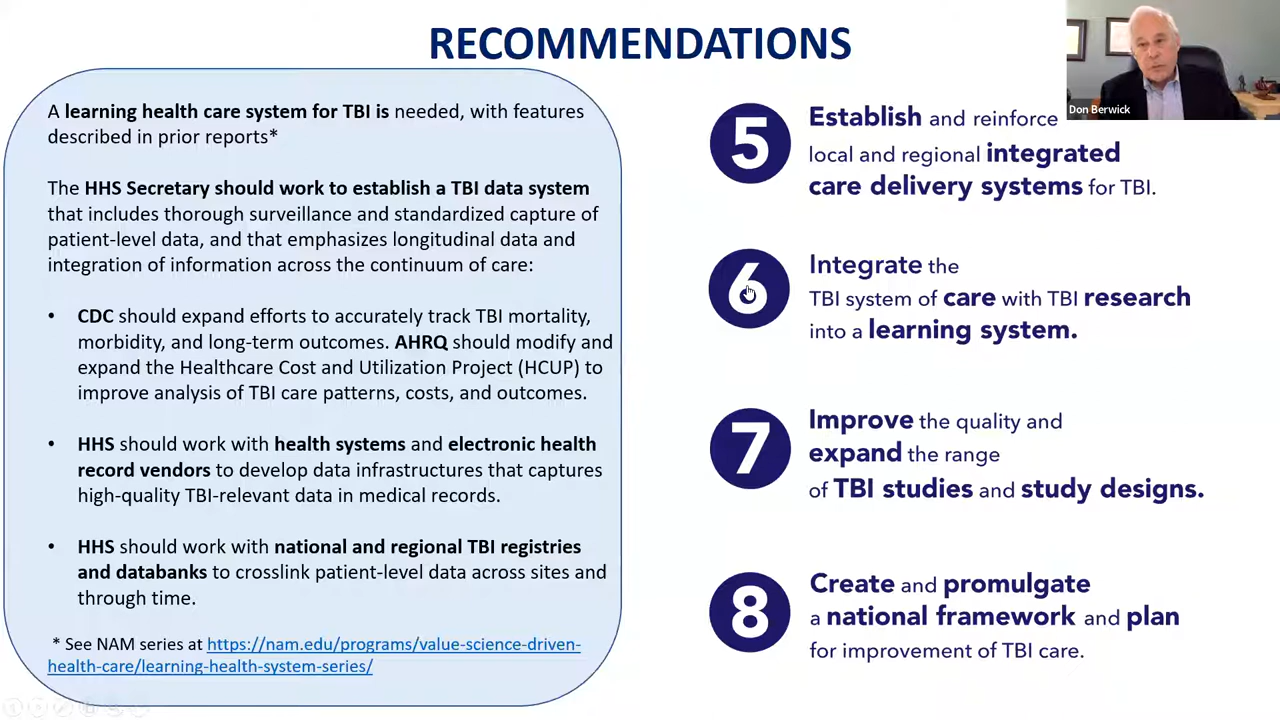 RECOMMENDATIONS
Don Berwick
A learning health care system for TBI is needed, with features
described in prior reports*
The HHS Secretary should work to establish a TBI data system
that includes thorough surveillance and standardized capture of
patient-level data, and that emphasizes longitudinal data and
integration of information across the continuum of care:
• CDC should expand efforts to accurately track TBI mortality,
morbidity, and long-term outcomes. AHRQ should modify and
expand the Healthcare Cost and Utilization Project (HCUP) to
improve analysis of TBI care patterns, costs, and outcomes.
• HHS should work with health systems and electronic health
record vendors to develop data infrastructures that captures
high-quality TBI-relevant data in medical records.
• HHS should work with national and regional TBI registries
and databanks to crosslink patient-level data across sites and
through time.
* See NAM series at https://nam.edu/programs/value-science-driven-
health-care/learning-health-system-series/
5
Establish and reinforce
local and regional integrated
care delivery systems for TBI.
6
Integrate the
TBI system of care with TBI research
into a learning system.
7
Improve the quality and
expand the range
of TBI studies and study designs.
8
Create and promulgate
a national framework and plan
for improvement of TBI care.